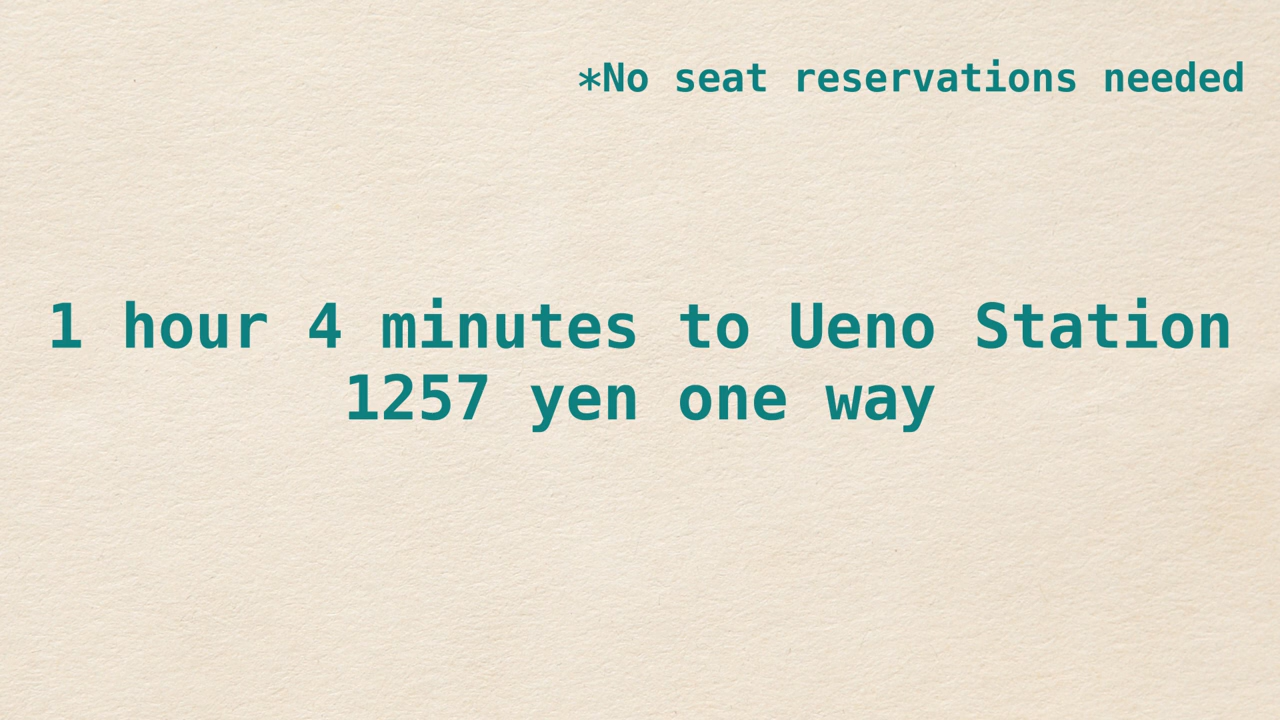 *No seat reservations needed
1 hour 4 minutes to Ueno Station
1257 yen one way